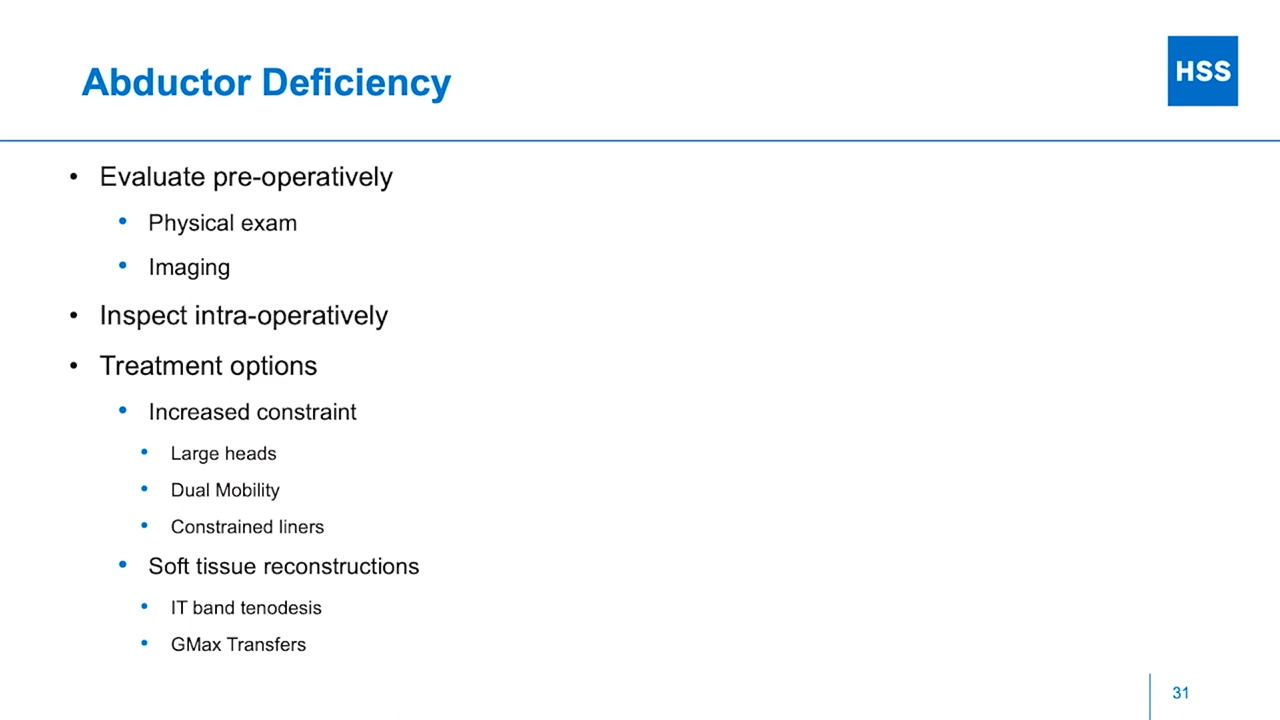 Abductor Deficiency
HSS
• Evaluate pre-operatively
• Physical exam
• Imaging
• Inspect intra-operatively
• Treatment options
• Increased constraint
• Large heads
• Dual Mobility
• Constrained liners
• Soft tissue reconstructions
• IT band tenodesis
• GMax Transfers
31